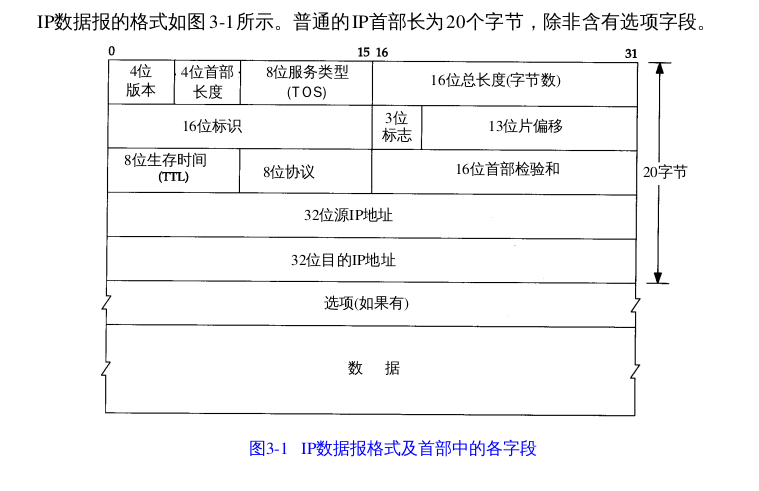 IP数据报的格式如图3-1所示。普通的IP首部长为20个字节，除非含有选项字段。
0 15 16 31
4位版本 4位首部长度 8位服务类型(TOS) 16位总长度(字节数)
16位标识 3位标志 13位片偏移
8位生存时间(TTL) 8位协议 16位首部检验和 20字节
32位源IP地址
32位目的IP地址
选项(如果有)
数 据
图3-1 IP数据报格式及首部中的各字段